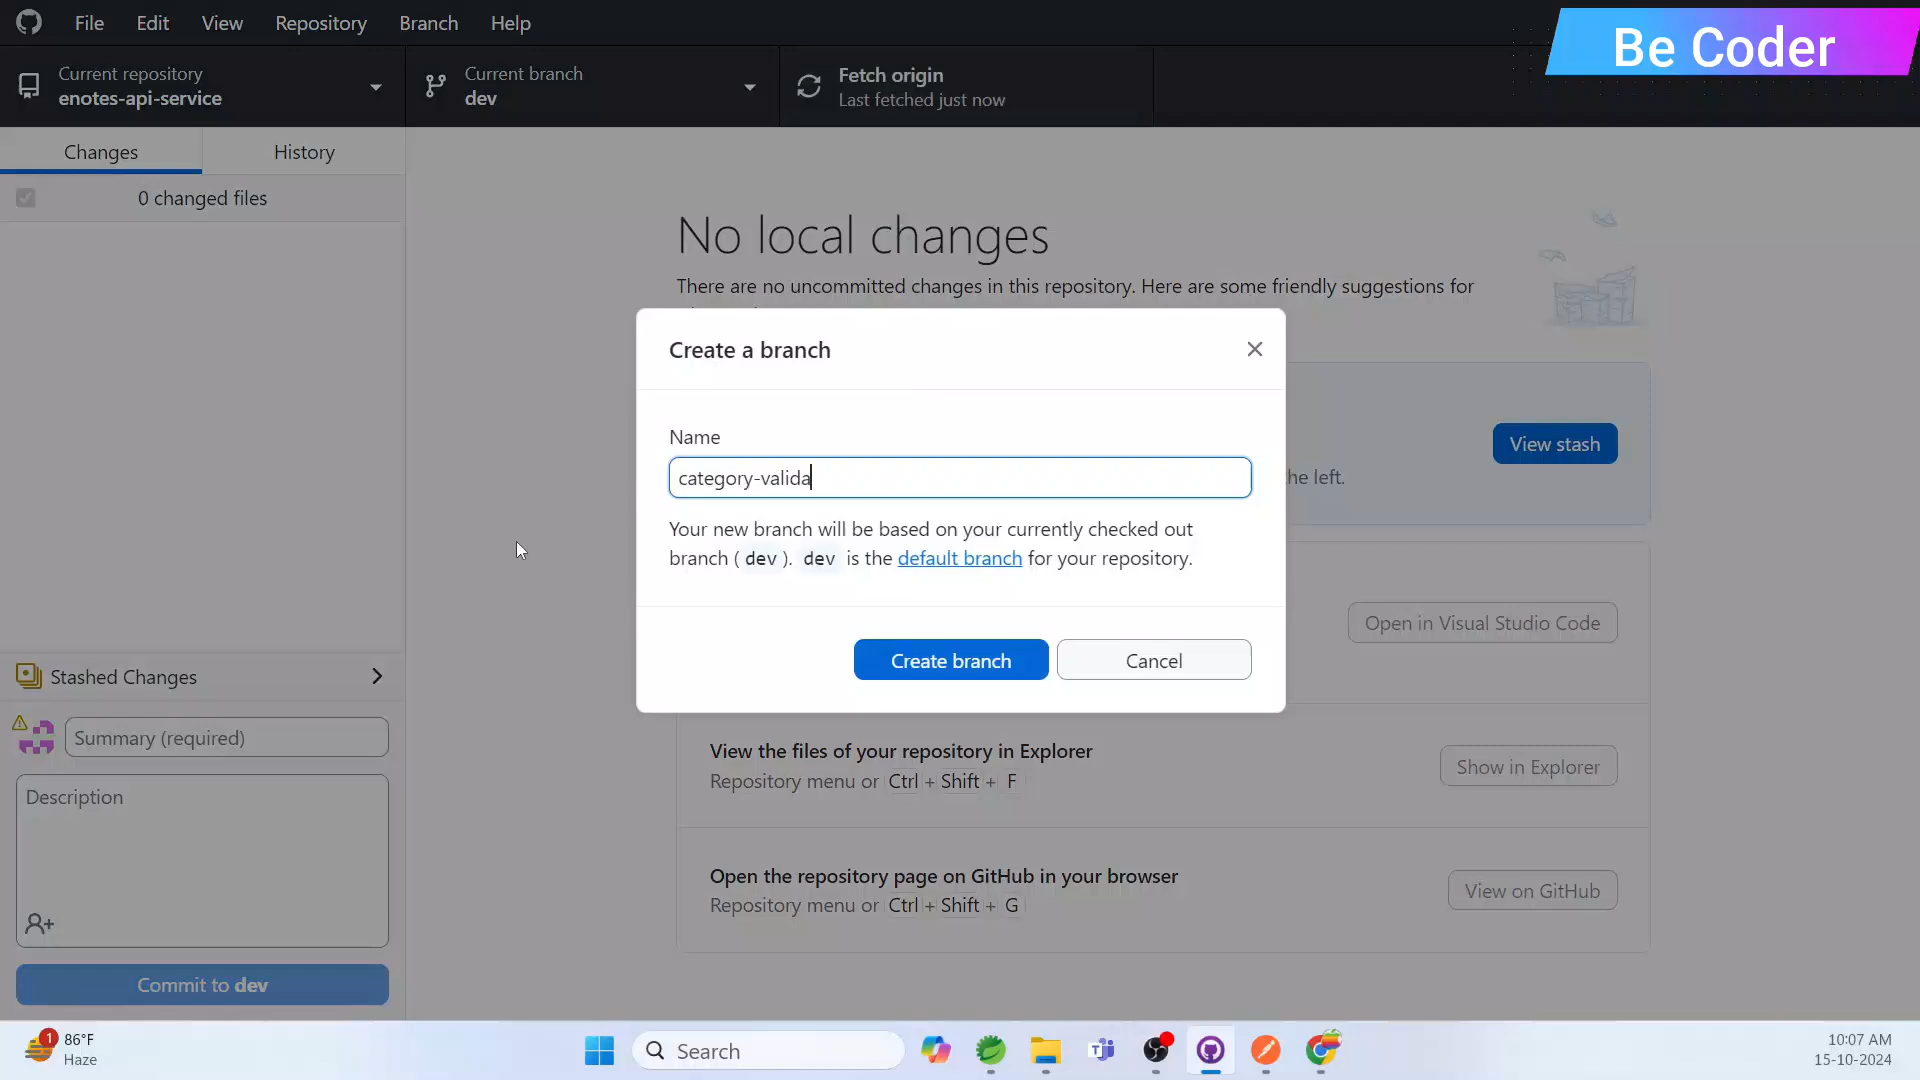 File Edit View Repository Branch Help
Be Coder
Current repository
enotes-api-service
Current branch
dev
Fetch origin
Last fetched just now
Changes History
0 changed files
No local changes
There are no uncommitted changes in this repository. Here are some friendly suggestions for
Create a branch
Name
category-valida
Your new branch will be based on your currently checked out
branch ( dev ). dev is the default branch for your repository.
Create branch Cancel
View stash
he left.
Open in Visual Studio Code
Stashed Changes
Summary (required)
Description
Commit to dev
View the files of your repository in Explorer
Repository menu or Ctrl + Shift + F
Show in Explorer
Open the repository page on GitHub in your browser
Repository menu or Ctrl + Shift + G
View on GitHub
1
86°F
Haze
Search
10:07 AM
15-10-2024